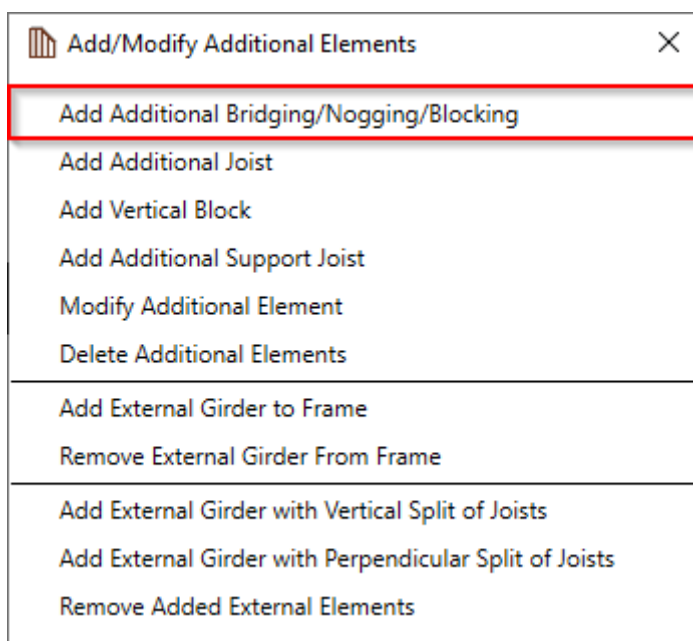 Add/Modify Additional Elements
Add Additional Bridging/Nogging/Blocking
Add Additional Joist
Add Vertical Block
Add Additional Support Joist
Modify Additional Element
Delete Additional Elements
Add External Girder to Frame
Remove External Girder From Frame
Add External Girder with Vertical Split of Joists
Add External Girder with Perpendicular Split of Joists
Remove Added External Elements